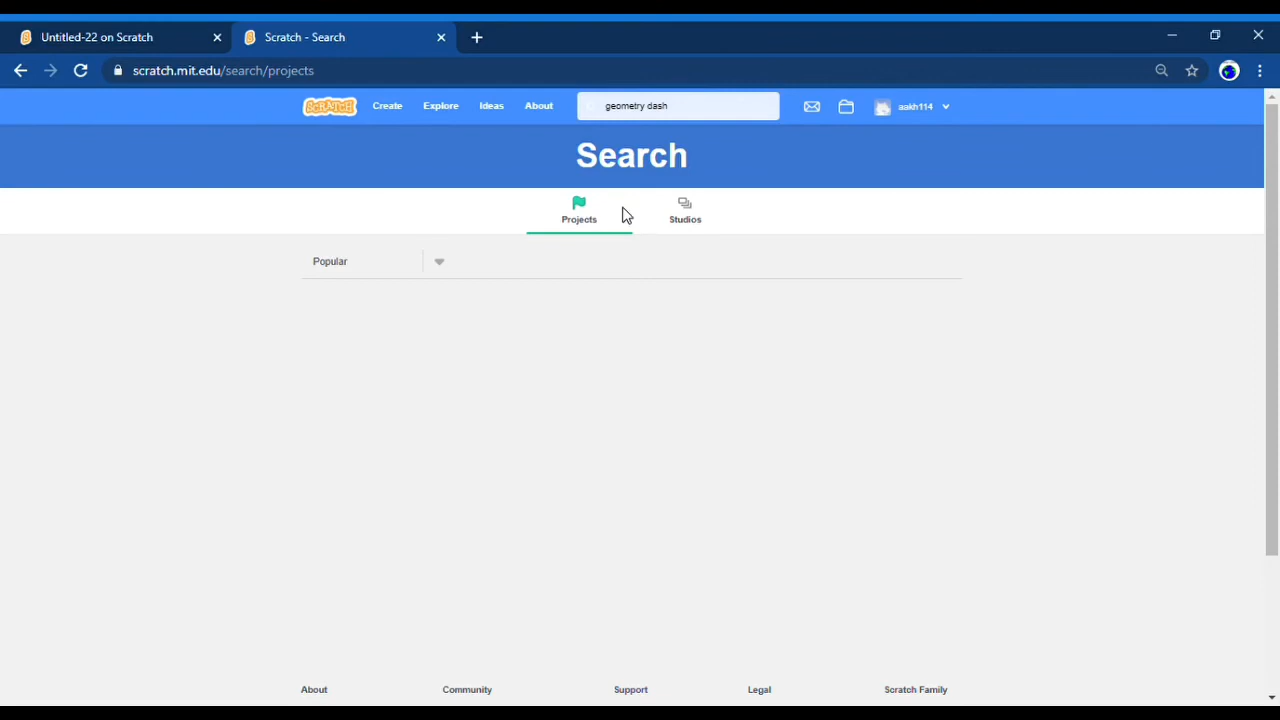 Untitled-22 on Scratch
Scratch - Search
scratch.mit.edu/search/projects
SCRATCH
Create
Explore
Ideas
About
geometry dash
aakh114
Search
Projects
Studios
Popular
About
Community
Support
Legal
Scratch Family